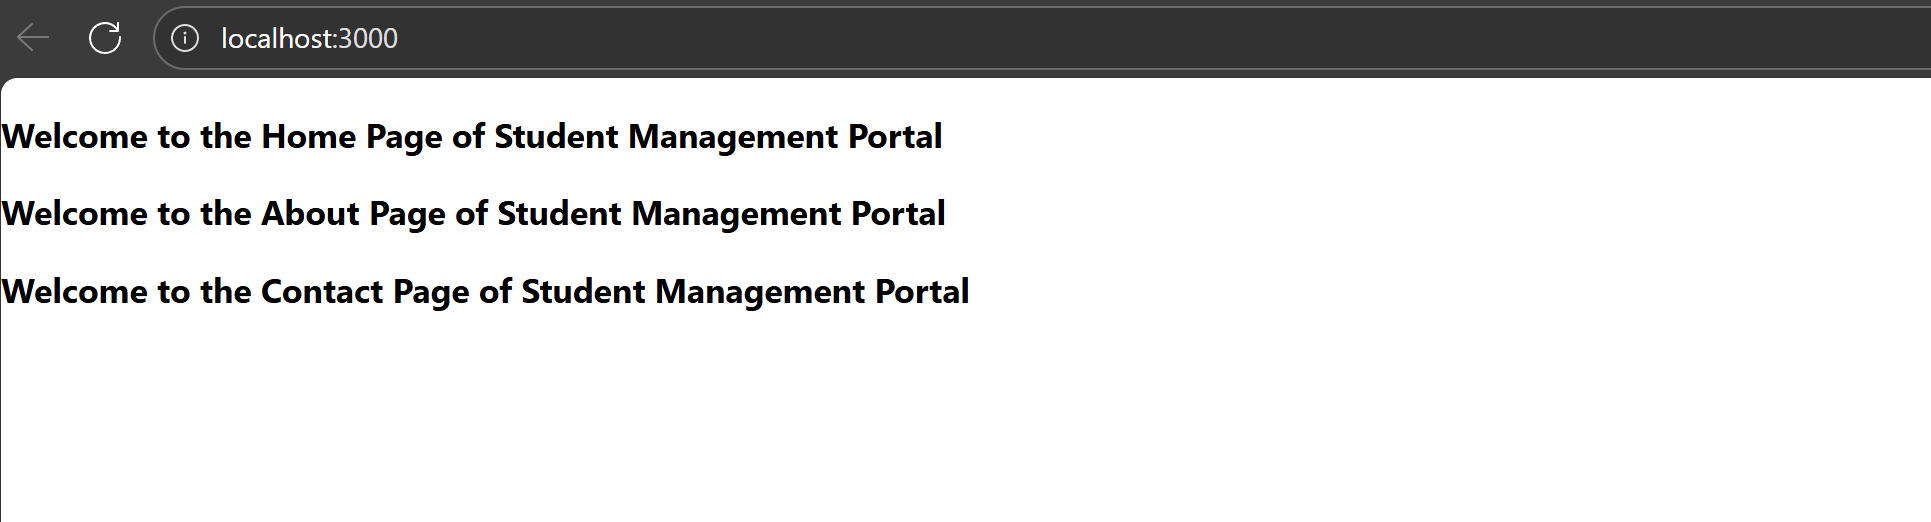 localhost:3000
Welcome to the Home Page of Student Management Portal
Welcome to the About Page of Student Management Portal
Welcome to the Contact Page of Student Management Portal